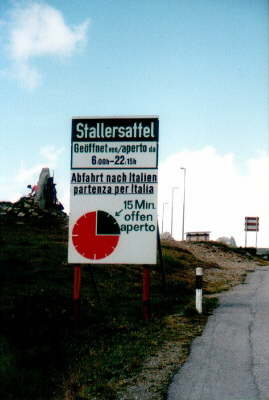 Stallersattel
Geöffnet von/aperto da
6.00h-22.15h
Abfahrt nach Italien
partenza per Italia
15 Min.
offen
aperto